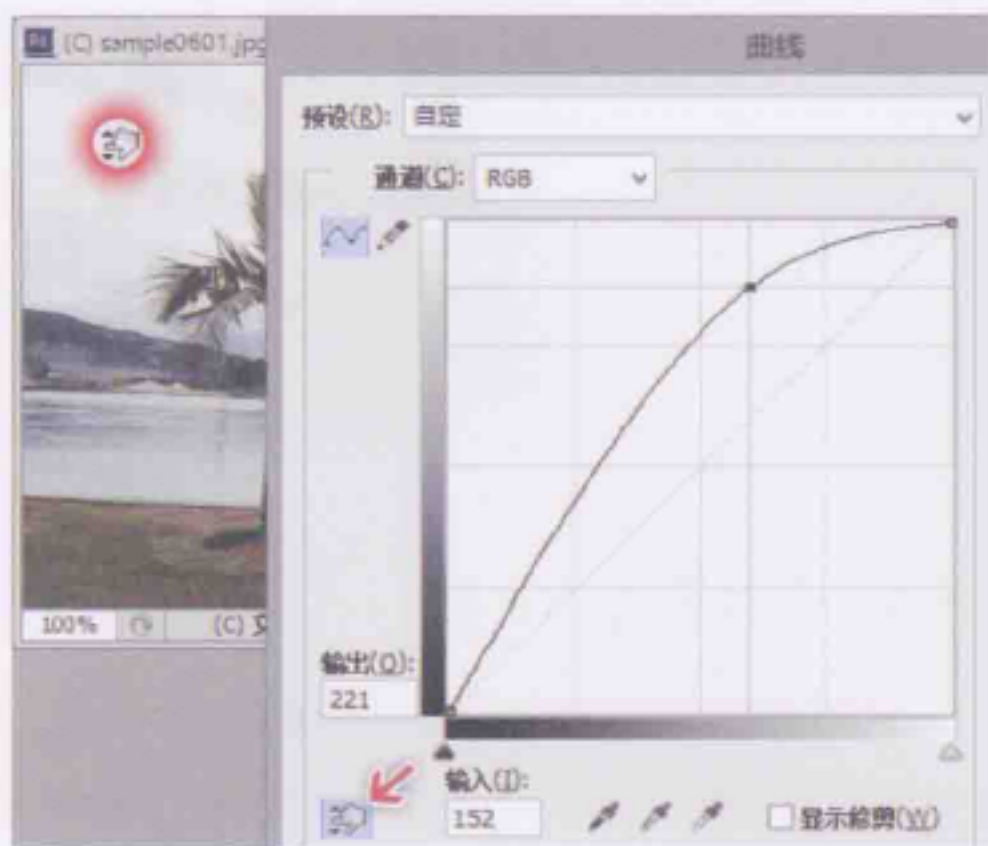 Ps (C) sample0601.jpg
曲线
预设(R): 自定
通道(C): RGB
100%
(C)
输出(O):
221
输入(I):
152
显示修剪(W)